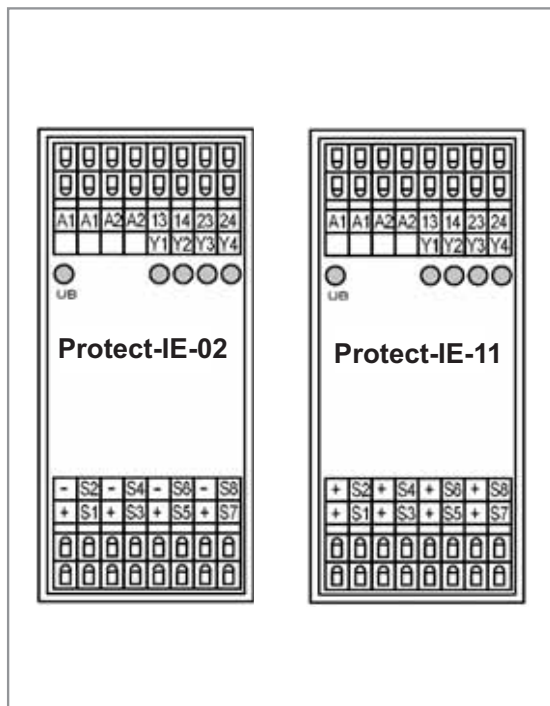 A1 A1 A2 A2 13 14 23 24
Y1 Y2 Y3 Y4
UB
Protect-IE-02
- S2 - S4 - S6 - S8
+ S1 + S3 + S5 + S7
A1 A1 A2 A2 13 14 23 24
Y1 Y2 Y3 Y4
UB
Protect-IE-11
+ S2 + S4 + S6 + S8
+ S1 + S3 + S5 + S7